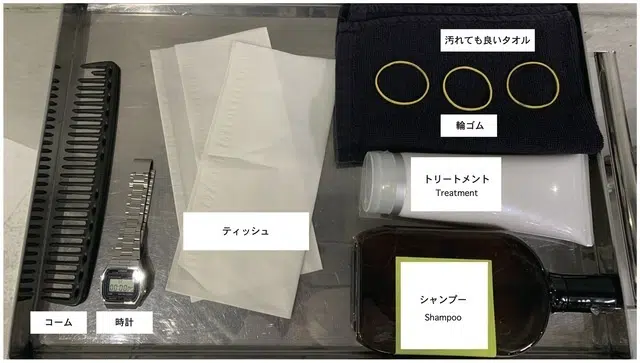 汚れても良いタオル
輪ゴム
トリートメント
Treatment
ティッシュ
シャンプー
Shampoo
コーム
時計